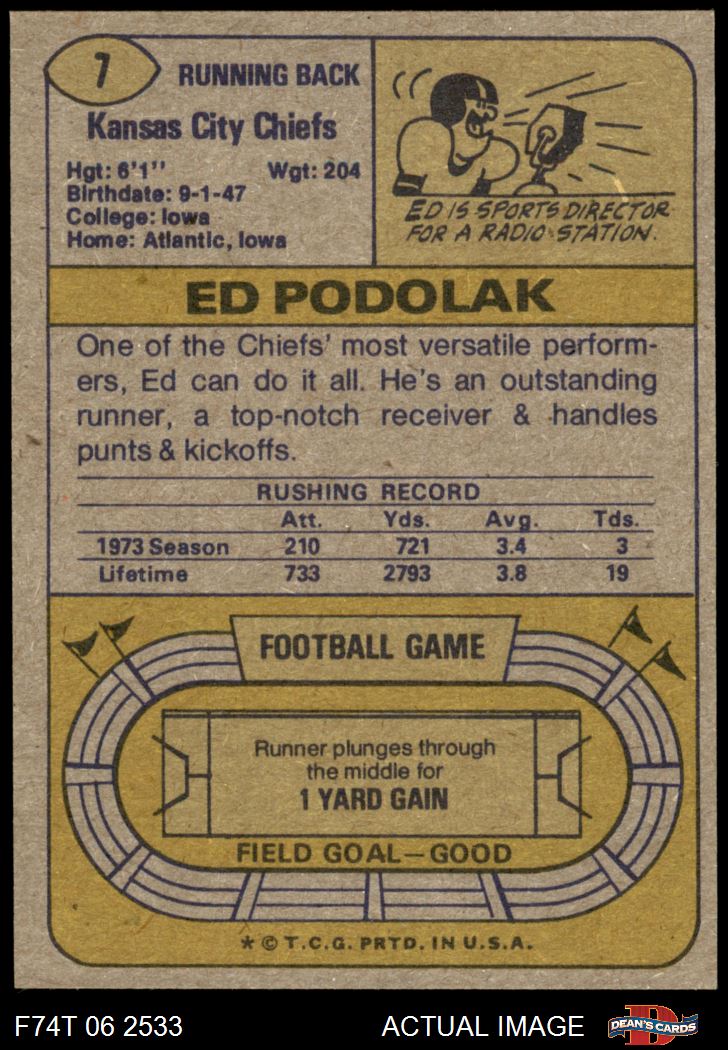 7
RUNNING BACK
Kansas City Chiefs
Hgt: 6'1'' Wgt: 204
Birthdate: 9-1-47
College: Iowa
Home: Atlantic, Iowa
ED IS SPORTS DIRECTOR
FOR A RADIO STATION.
ED PODOLAK
One of the Chiefs' most versatile perform-
ers, Ed can do it all. He's an outstanding
runner, a top-notch receiver & handles
punts & kickoffs.
RUSHING RECORD
Att. Yds. Avg. Tds.
1973 Season 210 721 3.4 3
Lifetime 733 2793 3.8 19
FOOTBALL GAME
Runner plunges through
the middle for
1 YARD GAIN
FIELD GOAL—GOOD
* © T.C.G. PRTD. IN U.S.A.
F74T 06 2533 ACTUAL IMAGE DEAN'S CARDS